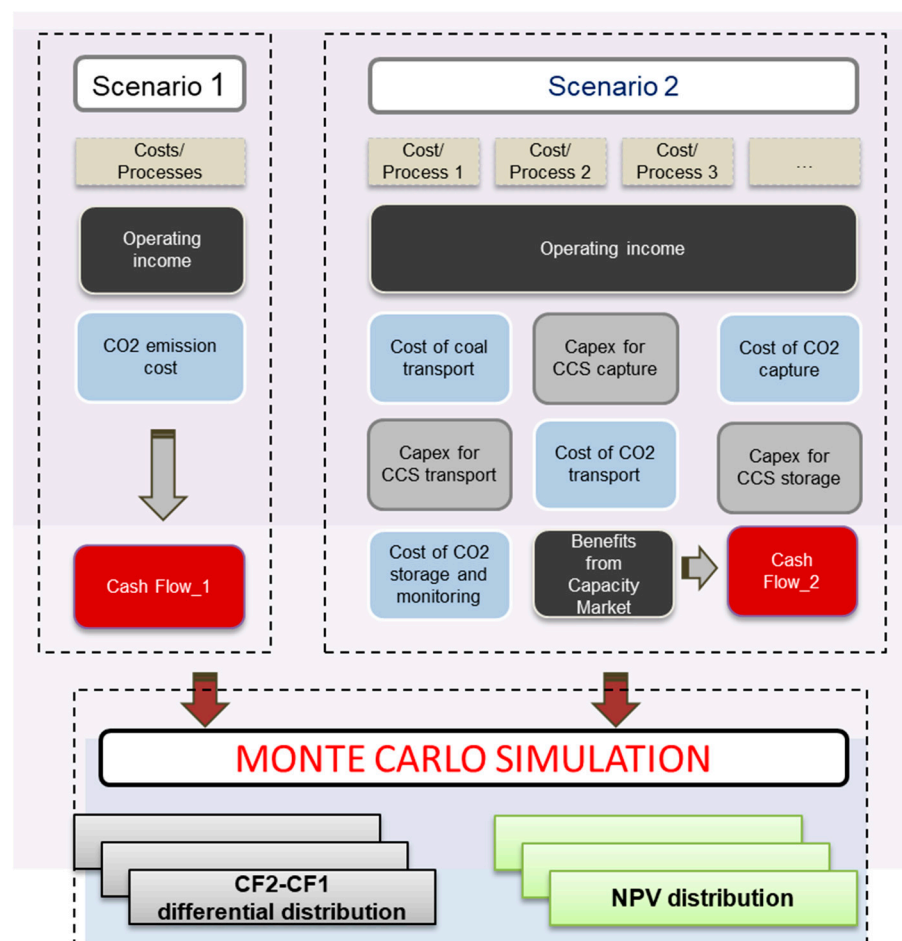 Scenario 1
Costs/
Processes
Operating
income
CO2 emission
cost
Cash Flow_1
Scenario 2
Cost/
Process 1
Cost/
Process 2
Cost/
Process 3
...
Operating income
Cost of coal
transport
Capex for
CCS capture
Cost of CO2
capture
Capex for
CCS transport
Cost of CO2
transport
Capex for
CCS storage
Cost of CO2
storage and
monitoring
Benefits
from
Capacity
Market
Cash
Flow_2
MONTE CARLO SIMULATION
CF2-CF1
differential distribution
NPV distribution